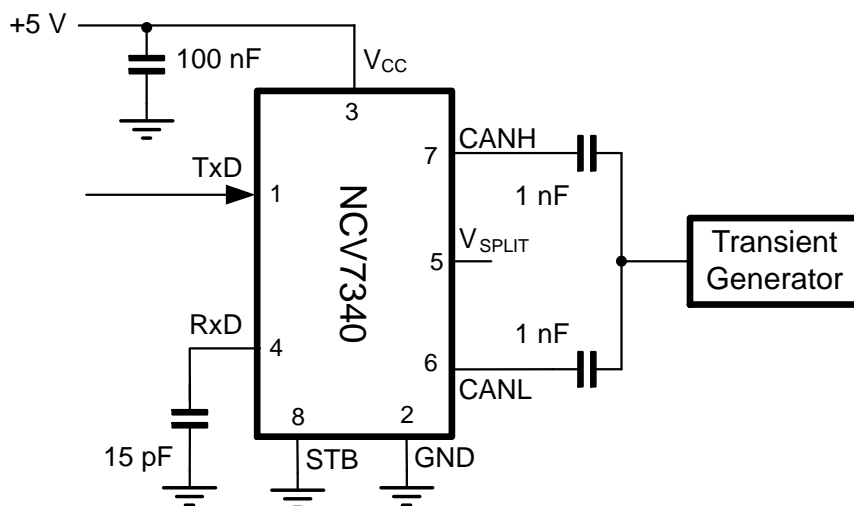 +5 V
100 nF
VCC
3
CANH
7
TxD
1
1 nF
NCV7340
VSPLIT
5
Transient
Generator
1 nF
RxD
4
6
CANL
8
2
15 pF
STB
GND